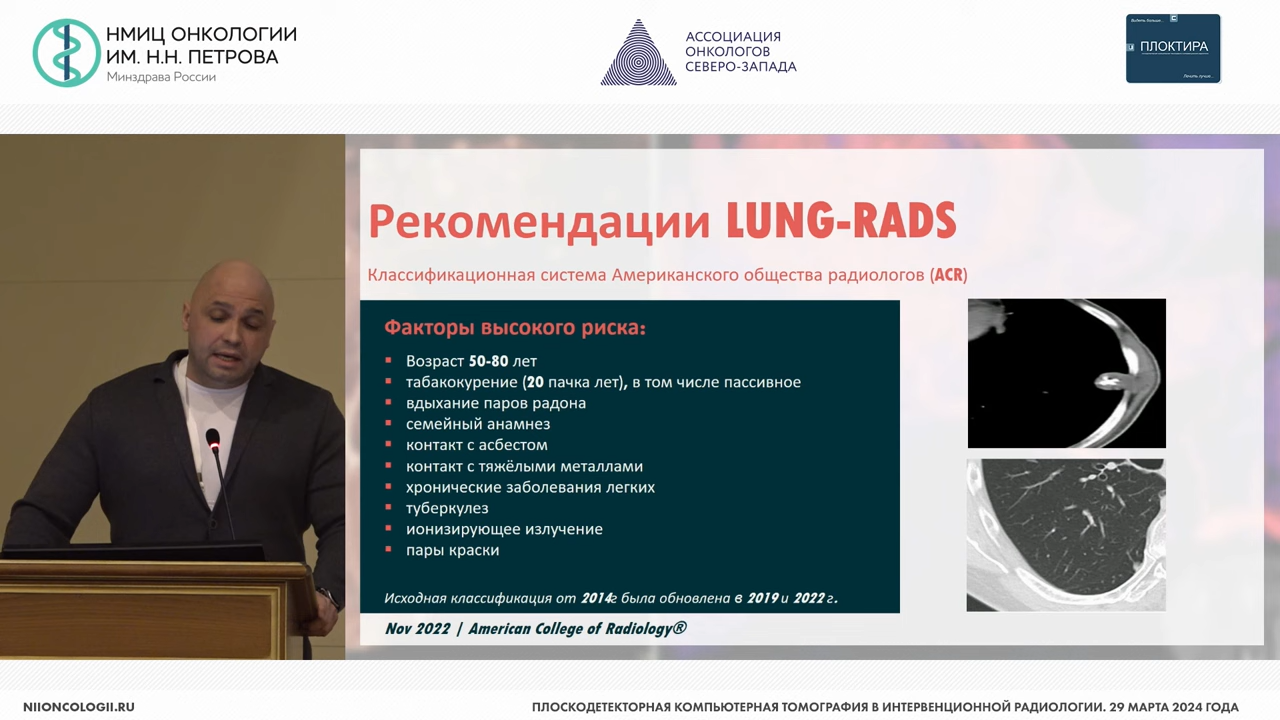 НМИЦ ОНКОЛОГИИ
ИМ. Н.Н. ПЕТРОВА
Минздрава России
АССОЦИАЦИЯ
ОНКОЛОГОВ
СЕВЕРО-ЗАПАДА
Видеть больше...
ПЛОКТИРА
Лечить лучше...
Рекомендации LUNG-RADS
Классификационная система Американского общества радиологов (ACR)
Факторы высокого риска:
Возраст 50-80 лет
табакокурение (20 пачка лет), в том числе пассивное
вдыхание паров радона
семейный анамнез
контакт с асбестом
контакт с тяжёлыми металлами
хронические заболевания легких
туберкулез
ионизирующее излучение
пары краски
Исходная классификация от 2014г была обновлена в 2019 и 2022 г.
Nov 2022 | American College of Radiology®
NIIONCOLOGII.RU
ПЛОСКОДЕТЕКТОРНАЯ КОМПЬЮТЕРНАЯ ТОМОГРАФИЯ В ИНТЕРВЕНЦИОННОЙ РАДИОЛОГИИ. 29 МАРТА 2024 ГОДА